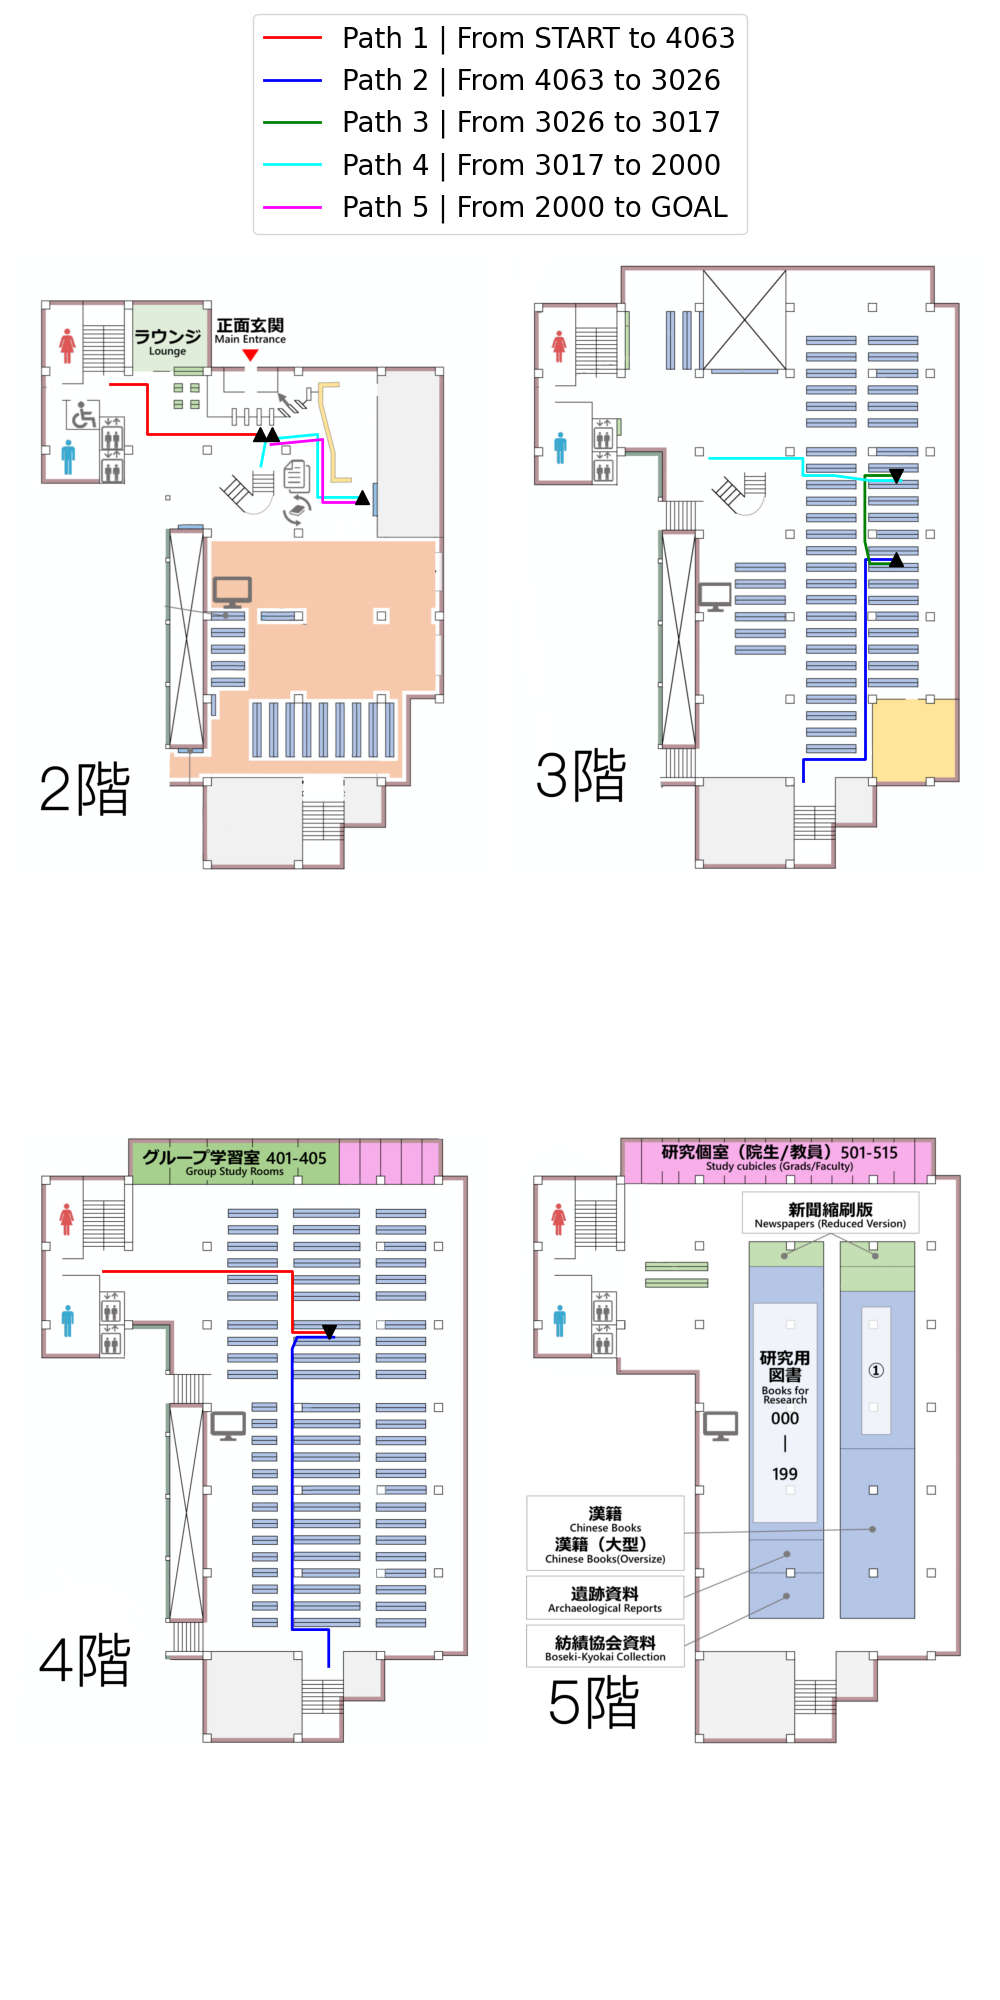 Path 1 | From START to 4063
Path 2 | From 4063 to 3026
Path 3 | From 3026 to 3017
Path 4 | From 3017 to 2000
Path 5 | From 2000 to GOAL
ラウンジ
Lounge
正面玄関
Main Entrance
2階
3階
グループ学習室 401-405
Group Study Rooms
4階
研究個室（院生/教員）501-515
Study cubicles (Grads/Faculty)
新聞縮刷版
Newspapers (Reduced Version)
研究用
図書
Books for
Research
000
|
199
①
漢籍
Chinese Books
漢籍（大型）
Chinese Books(Oversize)
遺跡資料
Archaeological Reports
紡績協会資料
Boseki-Kyokai Collection
5階